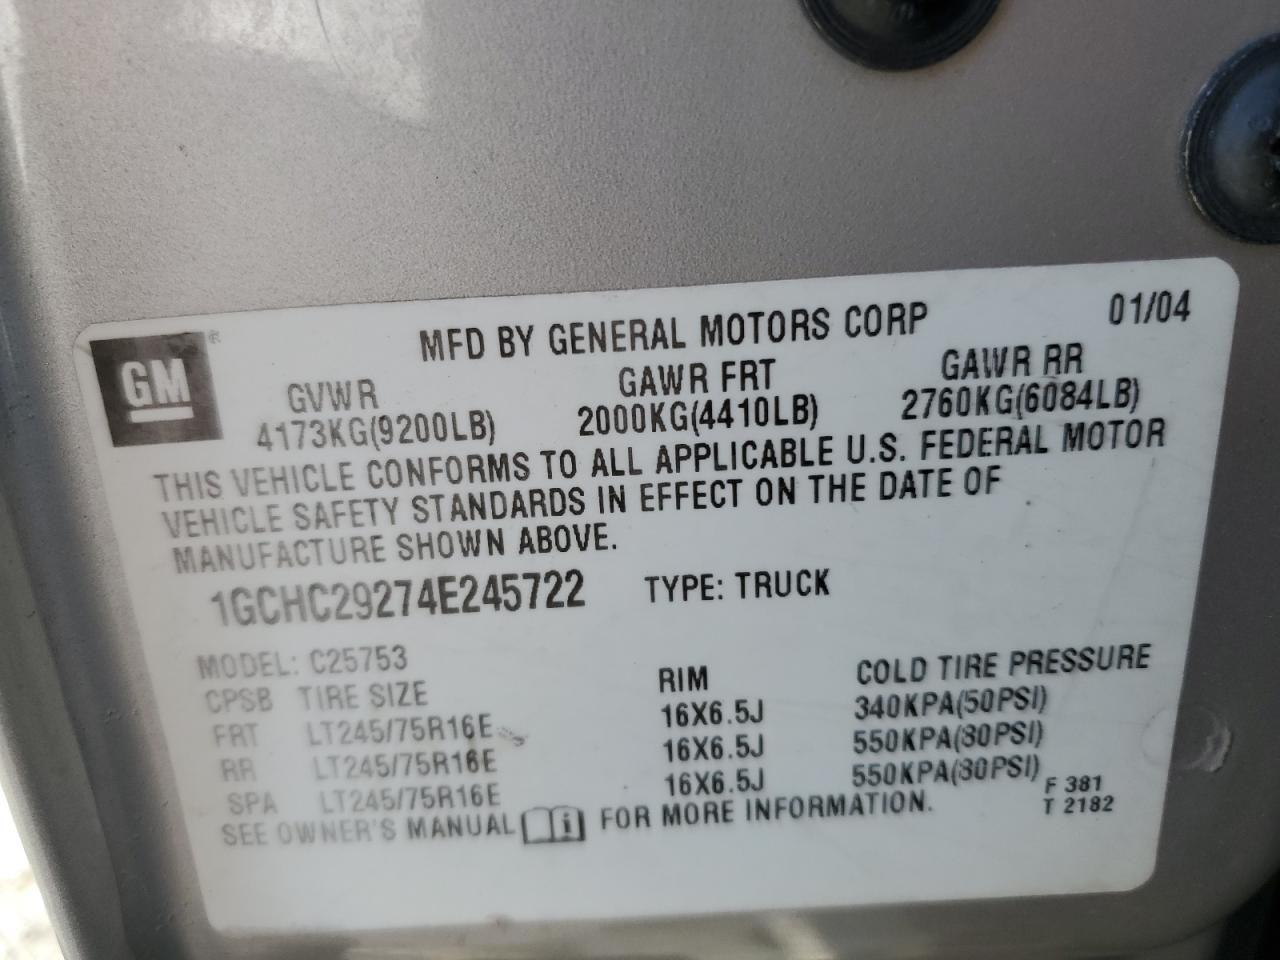 GM
MFD BY GENERAL MOTORS CORP 01/04
GVWR GAWR FRT GAWR RR
4173KG(9200LB) 2000KG(4410LB) 2760KG(6084LB)
THIS VEHICLE CONFORMS TO ALL APPLICABLE U.S. FEDERAL MOTOR
VEHICLE SAFETY STANDARDS IN EFFECT ON THE DATE OF
MANUFACTURE SHOWN ABOVE.
1GCHC29274E245722 TYPE: TRUCK
MODEL: C25753
CPSB TIRE SIZE RIM COLD TIRE PRESSURE
FRT LT245/75R16E 16X6.5J 340KPA(50PSI)
RR LT245/75R16E 16X6.5J 550KPA(80PSI)
SPA LT245/75R16E 16X6.5J 550KPA(80PSI)
SEE OWNER'S MANUAL FOR MORE INFORMATION.
F 381
T 2182